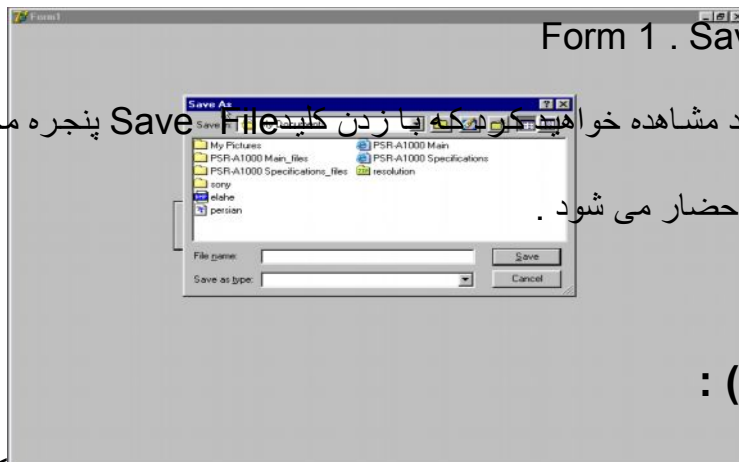 Form1
Form 1 . Sav
Save As
د مشاهده خواهید کرد که با زدن کلید Save File پنجره مح
My Pictures
PSR-A1000 Main_files
PSR-A1000 Specifications_files
sony
elahe
persian
PSR-A1000 Main
PSR-A1000 Specifications
resolution
حضار می شود .
File name:
Save
Save as type:
Cancel
) :